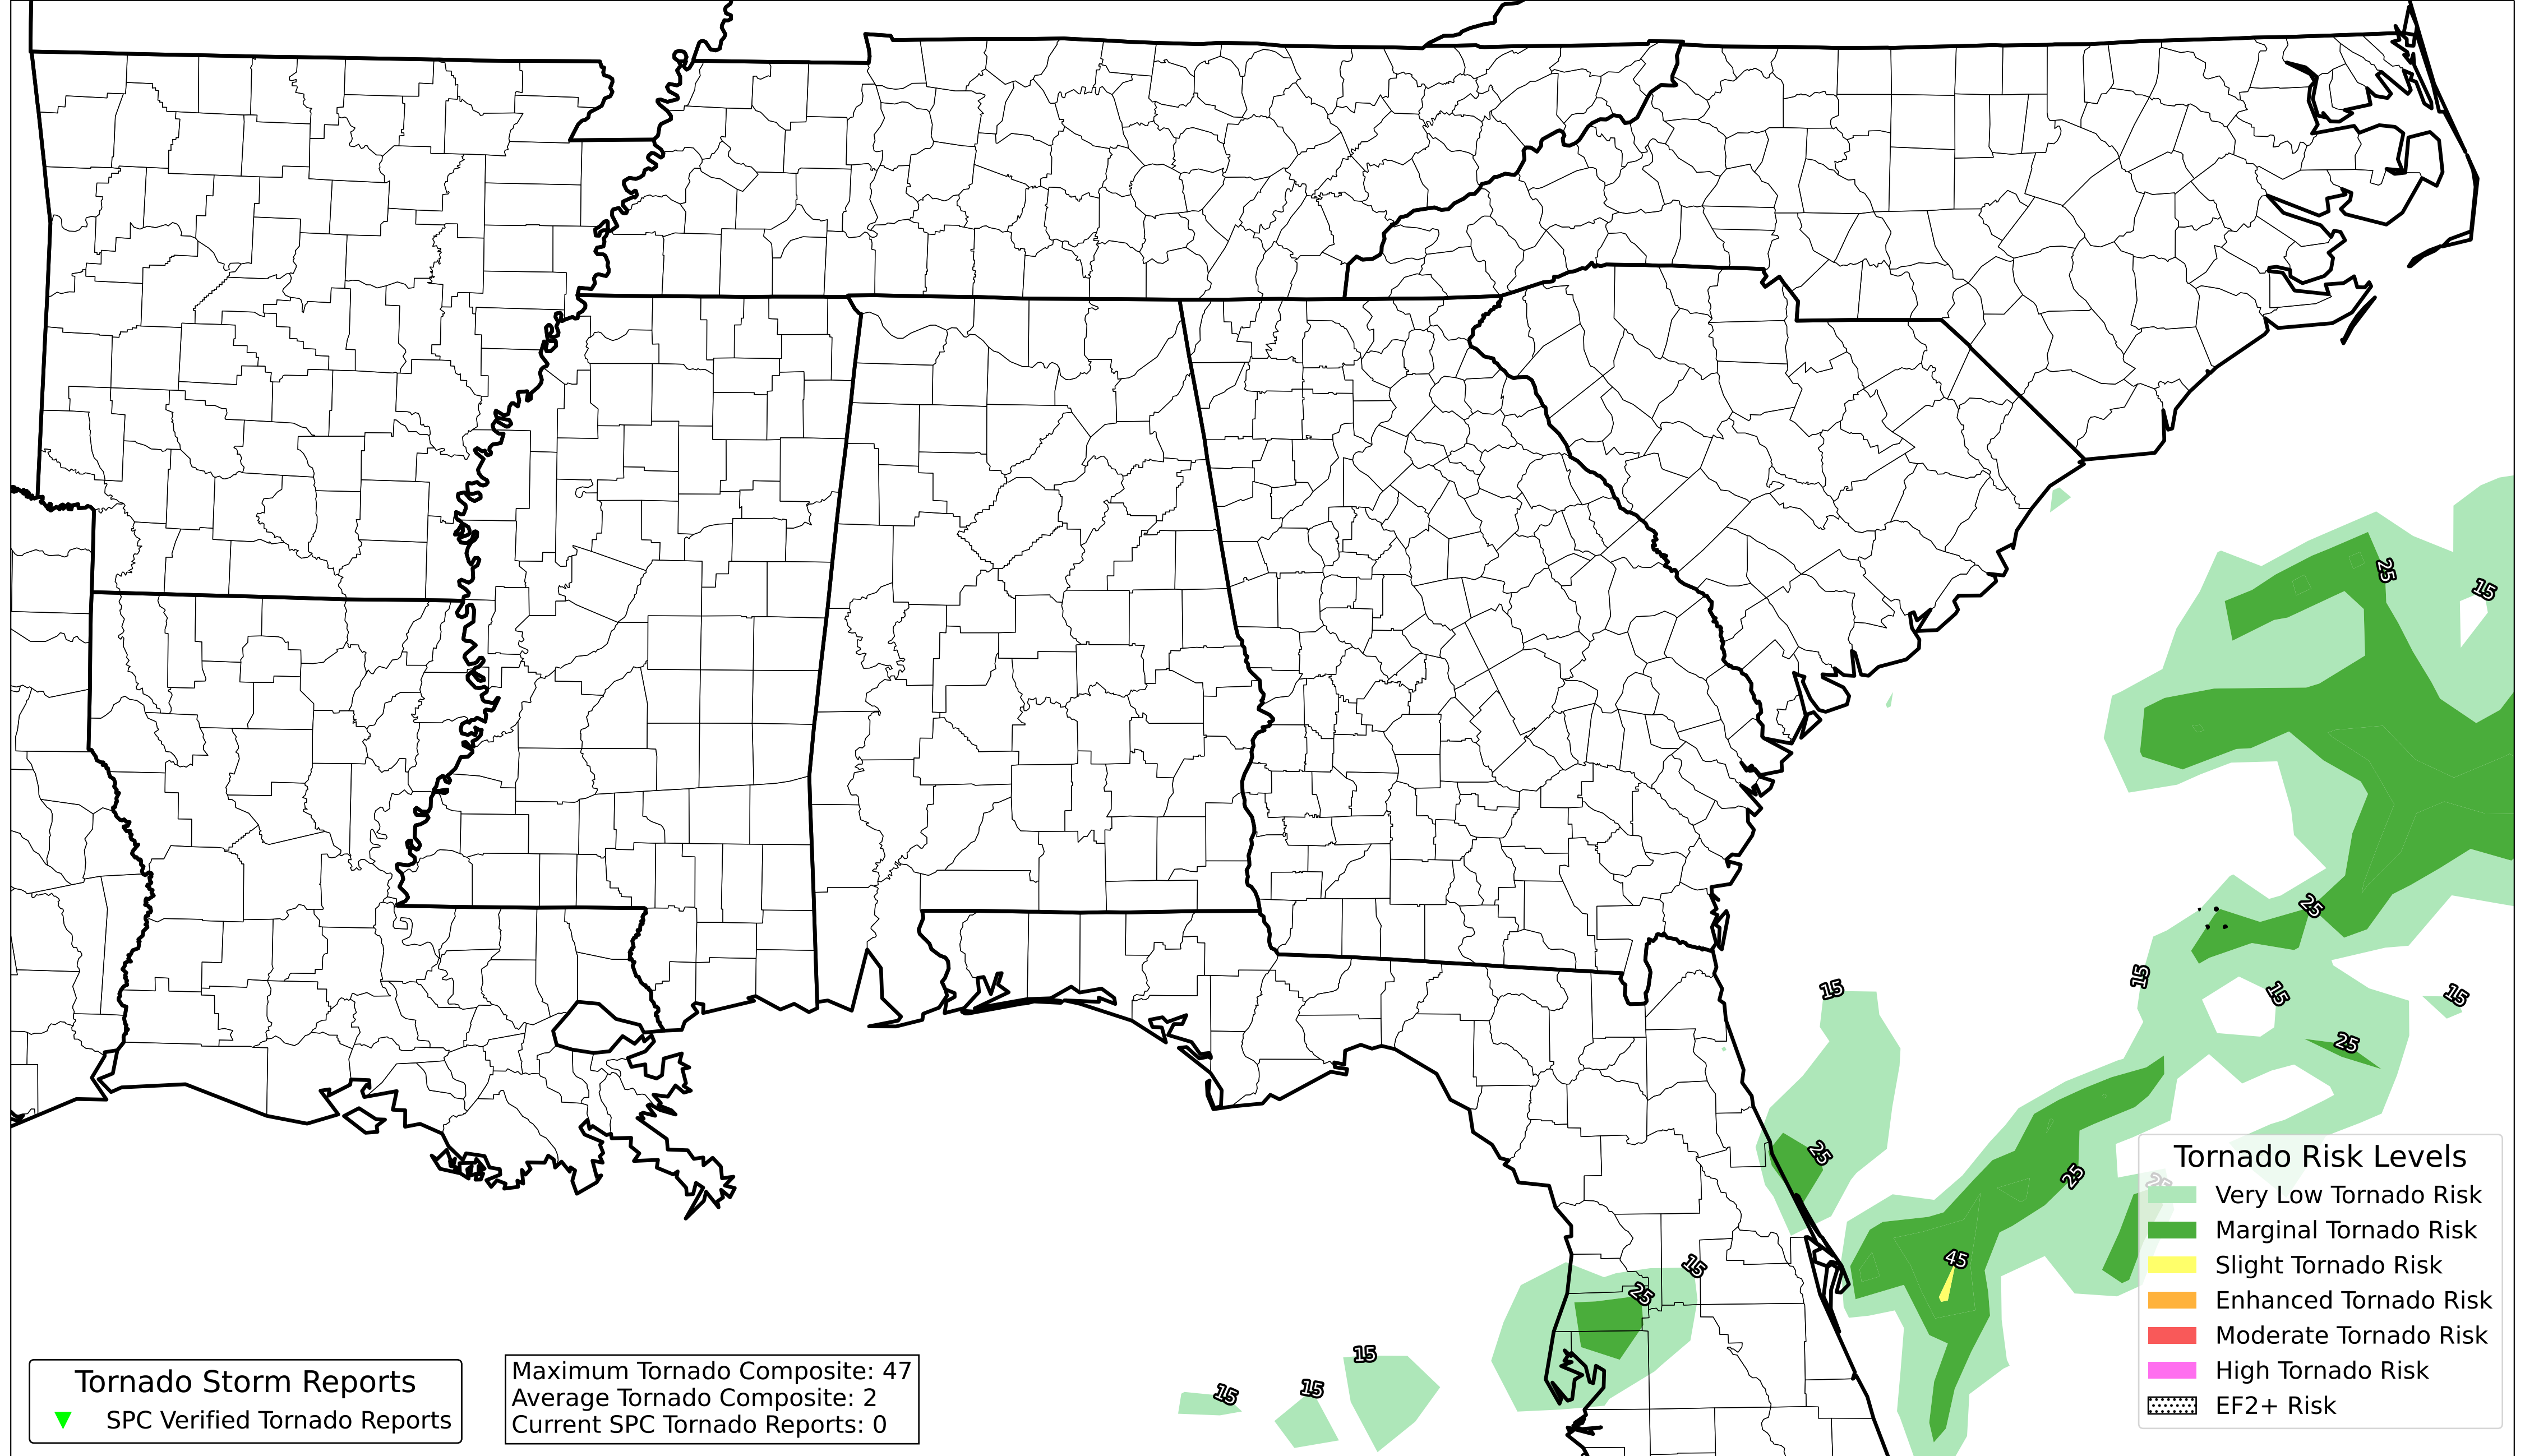 25
15
25
15
15
15
15
25
25
25
25
45
15
25
15
15
15
Tornado Risk Levels
Very Low Tornado Risk
Marginal Tornado Risk
Slight Tornado Risk
Enhanced Tornado Risk
Moderate Tornado Risk
High Tornado Risk
EF2+ Risk
Tornado Storm Reports
SPC Verified Tornado Reports
Maximum Tornado Composite: 47
Average Tornado Composite: 2
Current SPC Tornado Reports: 0